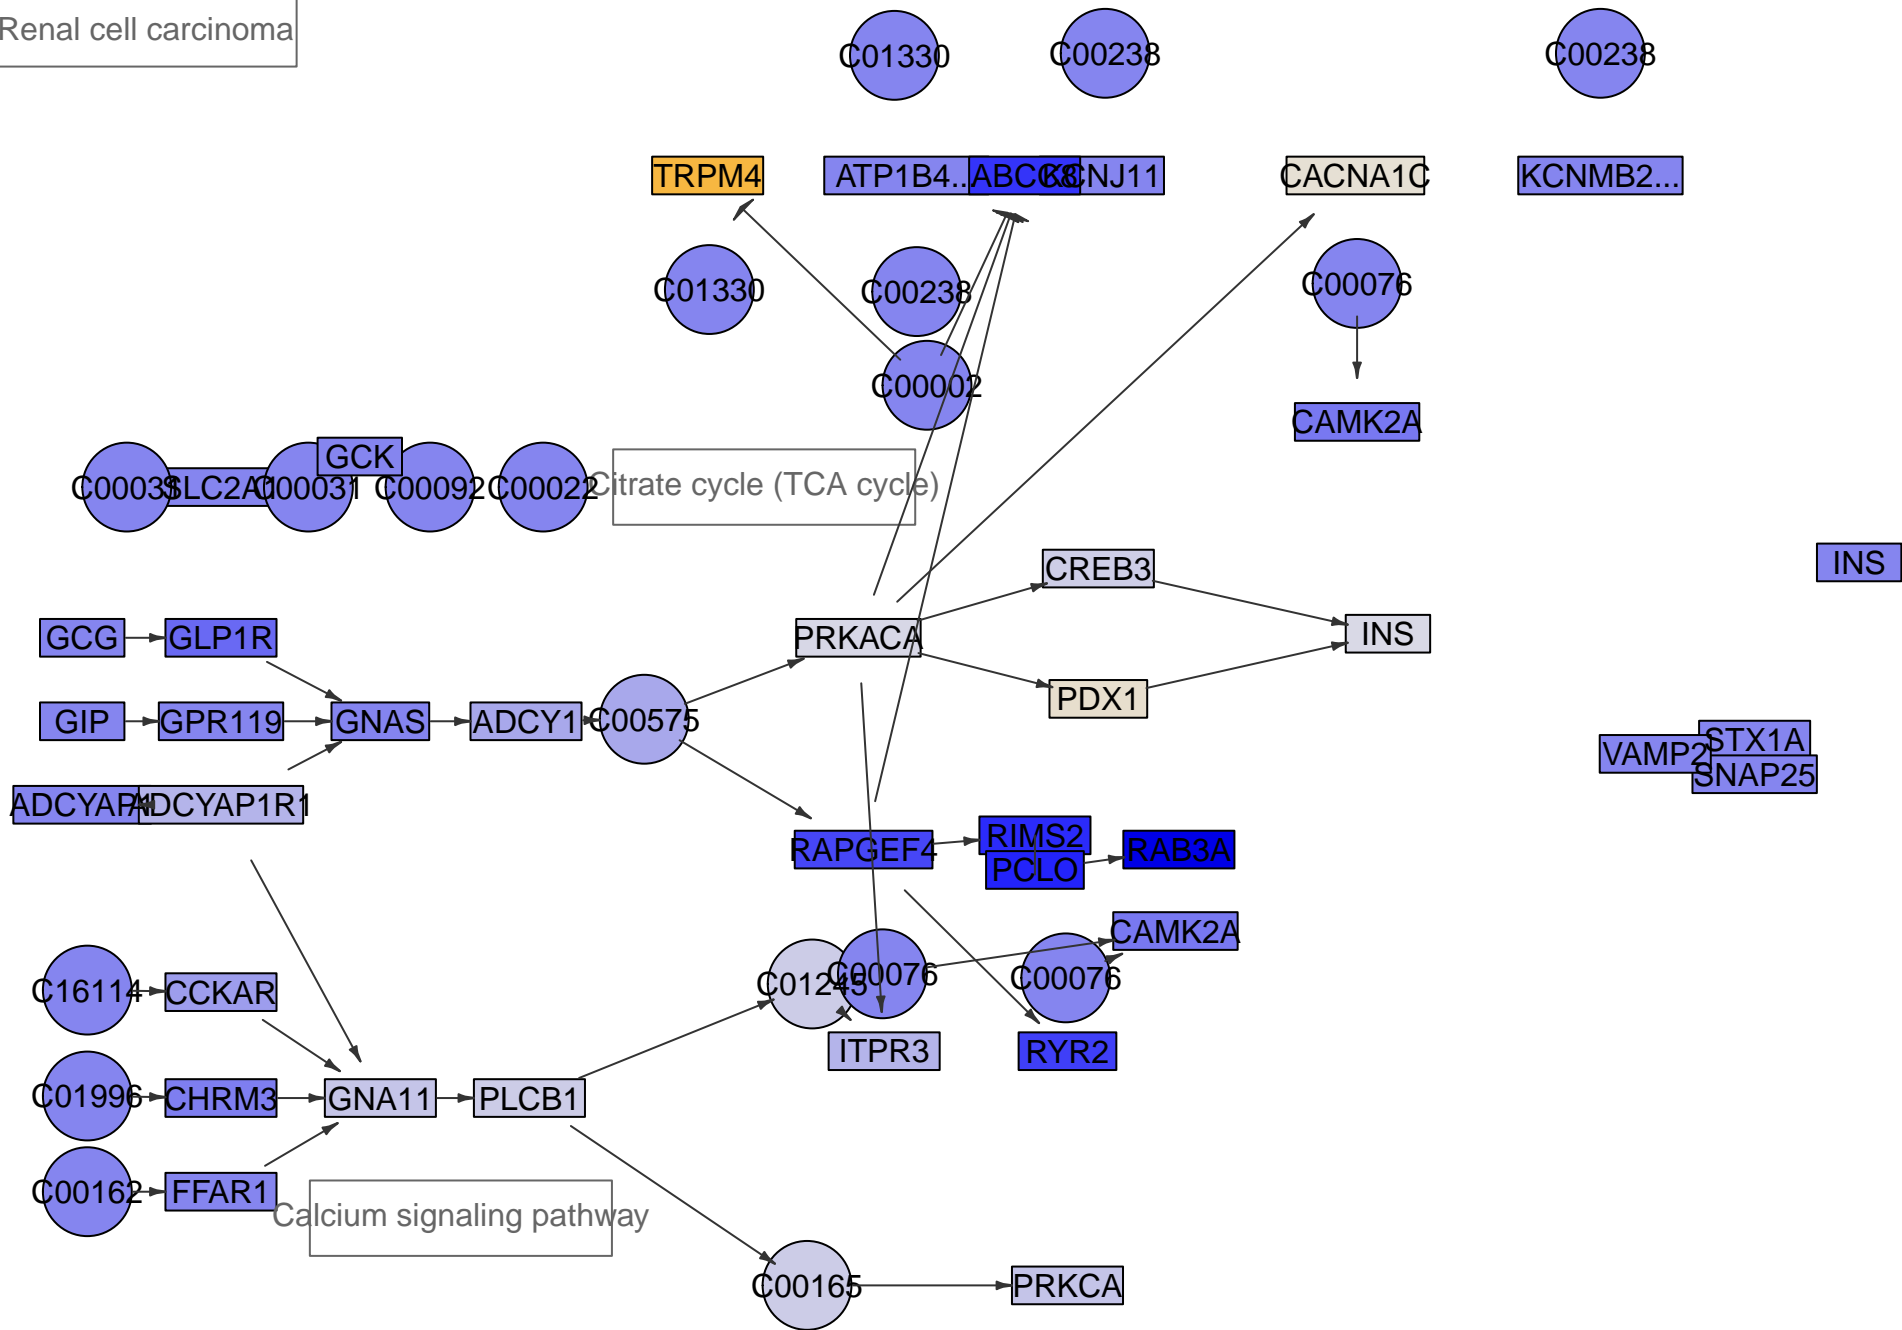 Renal cell carcinoma
C01330
C00238
C00238
TRPM4
ATP1B4...
ABCC8
KCNJ11
CACNA1C
KCNMB2...
C01330
C00238
C00076
C00002
CAMK2A
GCK
C00031
SLC2A1
C00031
C00092
C00022
Citrate cycle (TCA cycle)
CREB3
INS
GCG
GLP1R
PRKACA
INS
PDX1
GIP
GPR119
GNAS
ADCY1
C00575
STX1A
VAMP2
SNAP25
ADCYAP1
ADCYAP1R1
RIMS2
RAPGEF4
RAB3A
PCLO
CAMK2A
C16114
CCKAR
C01245
C00076
C00076
ITPR3
RYR2
C01996
CHRM3
GNA11
PLCB1
C00162
FFAR1
Calcium signaling pathway
C00165
PRKCA